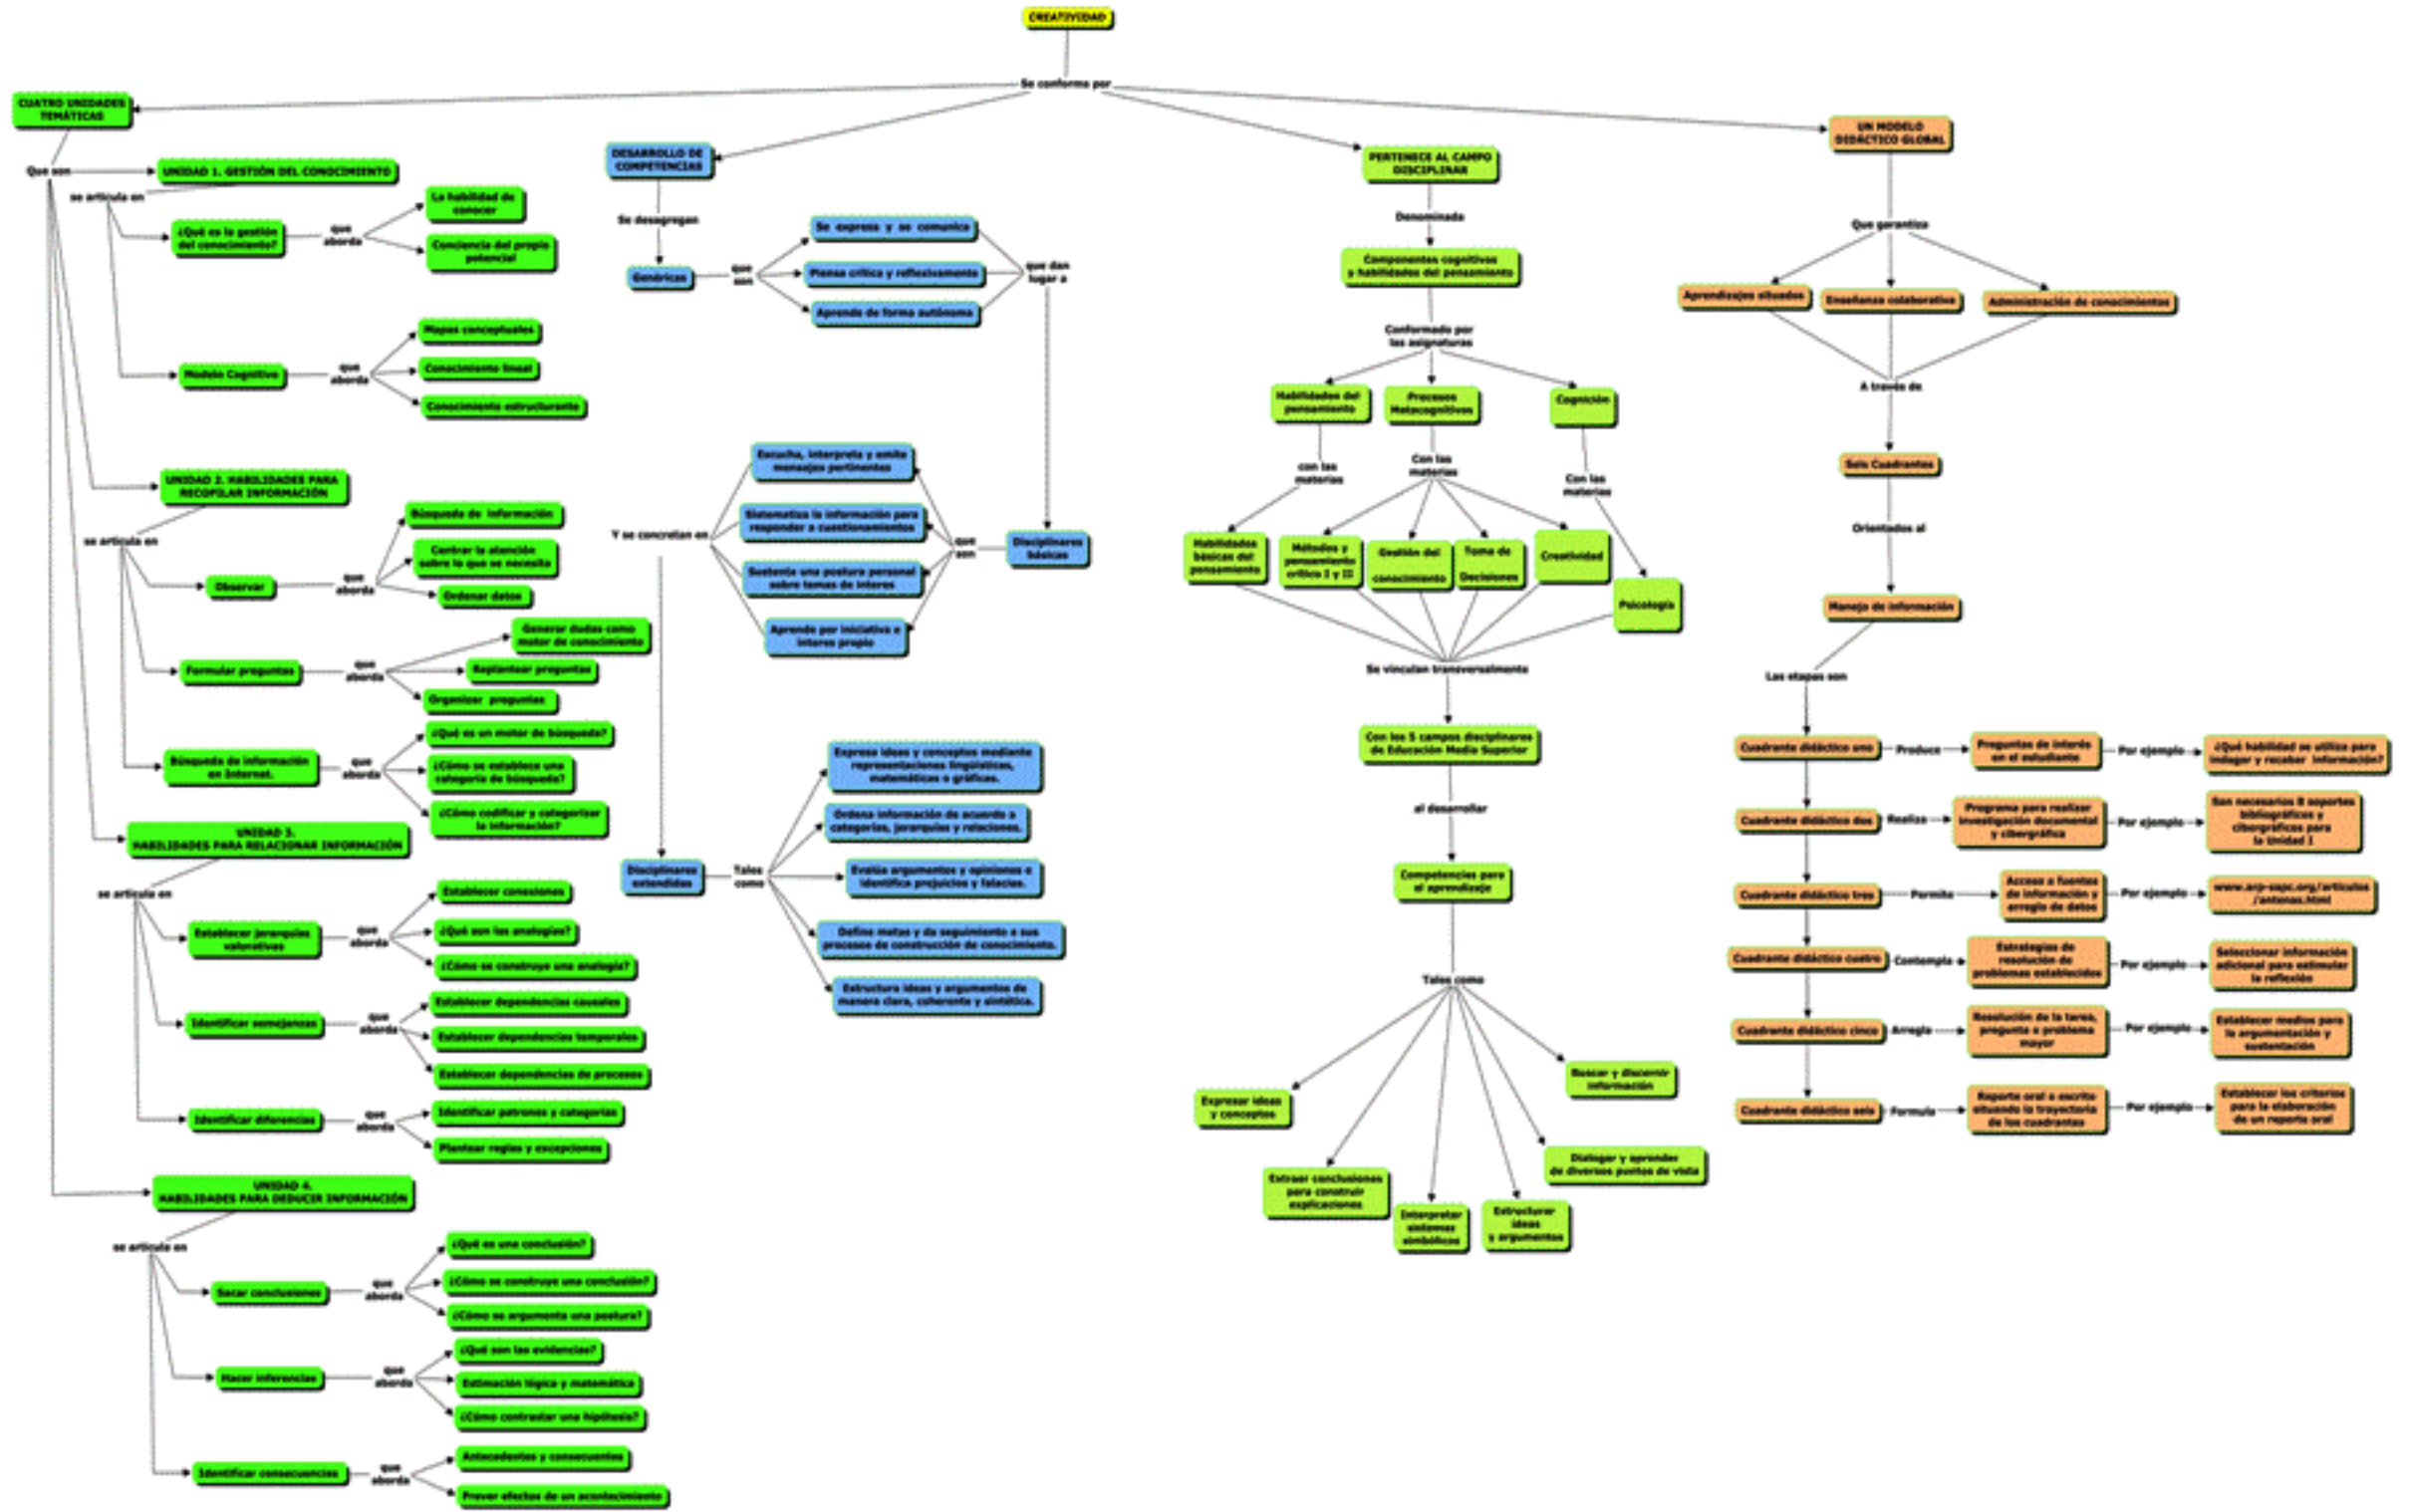 CREATIVIDAD
Se conforma por
CUATRO UNIDADES
TEMÁTICAS
Que son
UNIDAD 1. GESTIÓN DEL CONOCIMIENTO
se articula en
¿Qué es la gestión
del conocimiento?
que
aborda
La habilidad de
conocer
Conciencia del propio
potencial
Modelo Cognitivo
que
aborda
Mapas conceptuales
Conocimiento lineal
Conocimiento estructurante
UNIDAD 2. HABILIDADES PARA
RECOPILAR INFORMACIÓN
se articula en
Observar
que
aborda
Búsqueda de información
Centrar la atención
sobre lo que se necesita
Ordenar datos
Formular preguntas
que
aborda
Generar dudas como
motor de conocimiento
Replantear preguntas
Organizar preguntas
Búsqueda de información
en Internet.
que
aborda
¿Qué es un motor de búsqueda?
¿Cómo se establece una
categoría de búsqueda?
¿Cómo codificar y categorizar
la información?
UNIDAD 3.
HABILIDADES PARA RELACIONAR INFORMACIÓN
se articula en
Establecer jerarquías
valorativas
que
aborda
Establecer conexiones
¿Qué son las analogías?
¿Cómo se construye una analogía?
Identificar semejanzas
que
aborda
Establecer dependencias causales
Establecer dependencias temporales
Establecer dependencias de procesos
Identificar diferencias
que
aborda
Identificar patrones y categorías
Plantear reglas y excepciones
UNIDAD 4.
HABILIDADES PARA DEDUCIR INFORMACIÓN
se articula en
Sacar conclusiones
que
aborda
¿Qué es una conclusión?
¿Cómo se construye una conclusión?
¿Cómo se argumenta una postura?
Hacer inferencias
que
aborda
¿Qué son las evidencias?
Estimación lógica y matemática
¿Cómo contrastar una hipótesis?
Identificar consecuencias
que
aborda
Antecedentes y consecuentes
Prever efectos de un acontecimiento
DESARROLLO DE
COMPETENCIAS
Se desagregan
Genéricas
que
son
Se expresa y se comunica
Piensa crítica y reflexivamente
Aprende de forma autónoma
que dan
lugar a
Disciplinares
básicas
que
son
Escucha, interpreta y emite
mensajes pertinentes
Sistematiza la información para
responder a cuestionamientos
Sustenta una postura personal
sobre temas de interes
Aprende por iniciativa e
interes propio
Y se concretan en
Disciplinares
extendidas
Tales
como
Expresa ideas y conceptos mediante
representaciones lingüísticas,
matemáticas o gráficas.
Ordena información de acuerdo a
categorías, jerarquías y relaciones.
Evalúa argumentos y opiniones e
identifica prejuicios y falacias.
Define metas y da seguimiento a sus
procesos de construcción de conocimiento.
Estructura ideas y argumentos de
manera clara, coherente y sintética.
PERTENECE AL CAMPO
DISCIPLINAR
Denominado
Componentes cognitivos
y habilidades del pensamiento
Conformado por
las asignaturas
Habilidades del
pensamiento
Procesos
Metacognitivos
Cognición
con las
materias
Con las
materias
Con las
materias
Habilidades
básicas del
pensamiento
Métodos y
pensamiento
crítico I y II
Gestión del
conocimiento
Toma de
Decisiones
Creatividad
Psicología
Se vinculan transversalmente
Con los 5 campos disciplinares
de Educación Media Superior
al desarrollar
Competencias para
el aprendizaje
Tales como
Expresar ideas
y conceptos
Extraer conclusiones
para construir
explicaciones
Interpretar
sistemas
simbólicos
Estructurar
ideas
y argumentos
Dialogar y aprender
de diversos puntos de vista
Buscar y discernir
información
UN MODELO
DIDÁCTICO GLOBAL
Que garantiza
Aprendizajes situados
Enseñanza colaborativa
Administración de conocimientos
A través de
Seis Cuadrantes
Orientados al
Manejo de información
Las etapas son
Cuadrante didáctico uno
Produce
Preguntas de interés
en el estudiante
Por ejemplo
¿Qué habilidad se utiliza para
indagar y recabar información?
Cuadrante didáctico dos
Realiza
Programa para realizar
investigación documental
y cibergráfica
Por ejemplo
Son necesarios 8 soportes
bibliográficos y
cibergráficos para
la Unidad I
Cuadrante didáctico tres
Permite
Acceso a fuentes
de información y
arreglo de datos
Por ejemplo
www.arp-sapc.org/articulos
/antenas.html
Cuadrante didáctico cuatro
Contempla
Estrategias de
resolución de
problemas establecidos
Por ejemplo
Seleccionar información
adicional para estimular
la reflexión
Cuadrante didáctico cinco
Arregla
Resolución de la tarea,
pregunta o problema
mayor
Por ejemplo
Establecer medios para
la argumentación y
sustentación
Cuadrante didáctico seis
Formula
Reporte oral o escrito
situando la trayectoria
de los cuadrantes
Por ejemplo
Establecer los criterios
para la elaboración
de un reporte oral